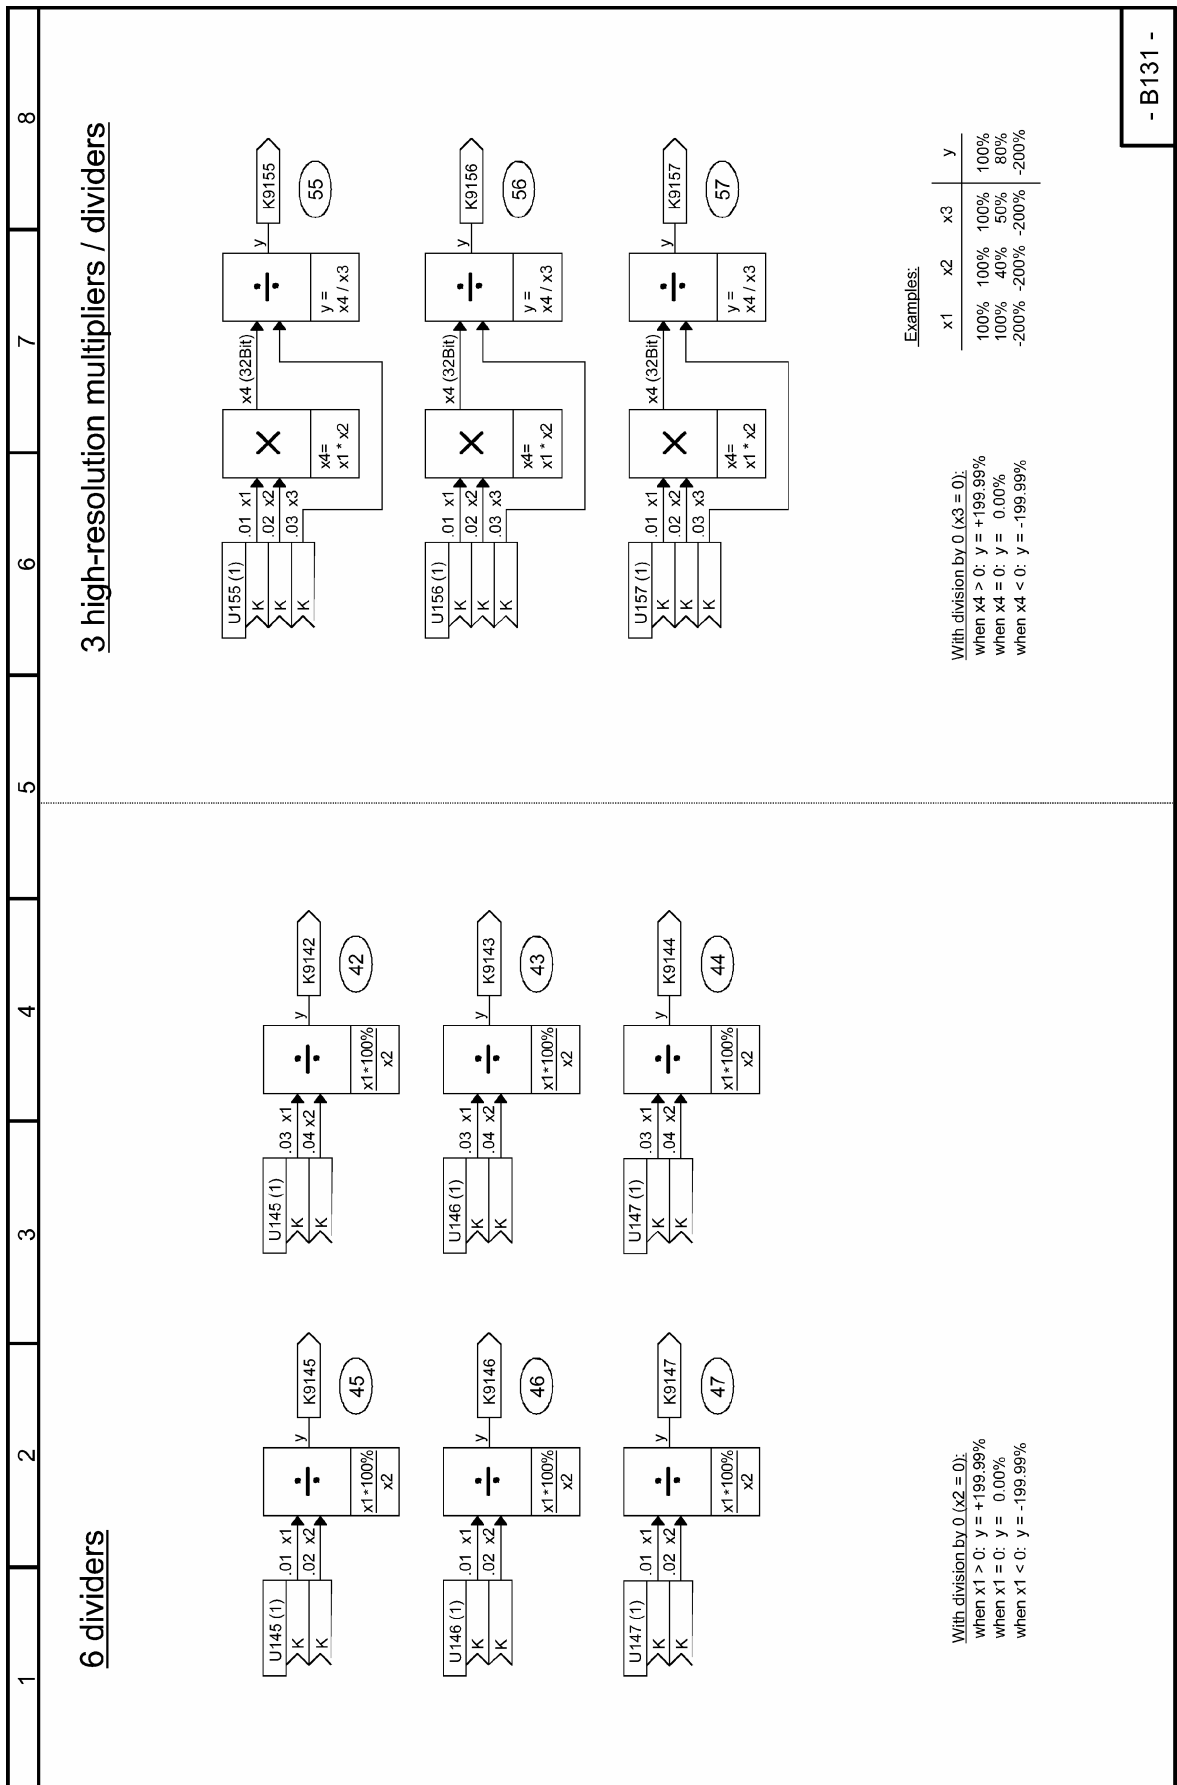 1 2 3 4 5 6 7 8
6 dividers
3 high-resolution multipliers / dividers
U145 (1)
K
K
.01 x1
.02 x2
x1*100%
x2
y
K9145
45
U145 (1)
K
K
.03 x1
.04 x2
x1*100%
x2
y
K9142
42
U146 (1)
K
K
.01 x1
.02 x2
x1*100%
x2
y
K9146
46
U146 (1)
K
K
.03 x1
.04 x2
x1*100%
x2
y
K9143
43
U147 (1)
K
K
.01 x1
.02 x2
x1*100%
x2
y
K9147
47
U147 (1)
K
K
.03 x1
.04 x2
x1*100%
x2
y
K9144
44
With division by 0 (x2 = 0):
when x1 > 0: y = +199.99%
when x1 = 0: y = 0.00%
when x1 < 0: y = -199.99%
U155 (1)
K
K
K
.01 x1
.02 x2
.03 x3
x4=
x1 * x2
x4 (32Bit)
y =
x4 / x3
y
K9155
55
U156 (1)
K
K
K
.01 x1
.02 x2
.03 x3
x4=
x1 * x2
x4 (32Bit)
y =
x4 / x3
y
K9156
56
U157 (1)
K
K
K
.01 x1
.02 x2
.03 x3
x4=
x1 * x2
x4 (32Bit)
y =
x4 / x3
y
K9157
57
With division by 0 (x3 = 0):
when x4 > 0: y = +199.99%
when x4 = 0: y = 0.00%
when x4 < 0: y = -199.99%
Examples:
x1 x2 x3 y
100% 100% 100% 100%
100% 40% 50% 80%
-200% -200% -200% -200%
- B131 -